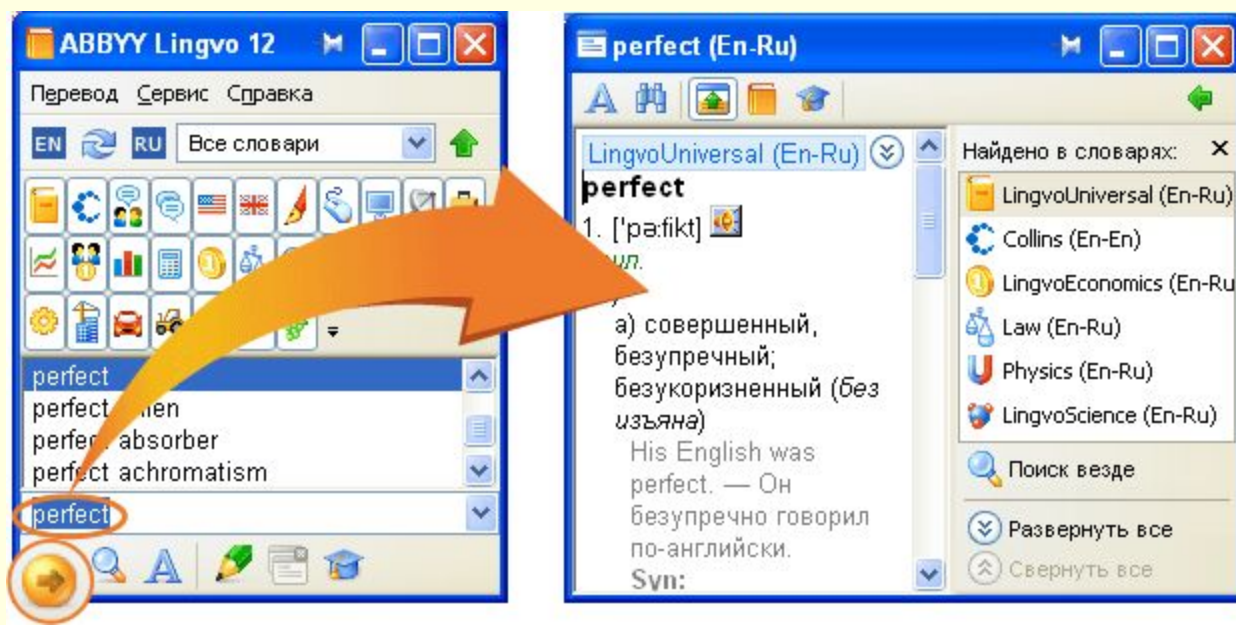 ABBYY Lingvo 12
Перевод Сервис Справка
EN RU Все словари
perfect
perfect
perfect absorber
perfect achromatism
perfect
perfect (En-Ru)
LingvoUniversal (En-Ru)
perfect
1. ['pə:fikt]
а) совершенный,
безупречный;
безукоризненный (без
изъяна)
His English was
perfect. — Он
безупречно говорил
по-английски.
Syn:
Найдено в словарях:
LingvoUniversal (En-Ru)
Collins (En-En)
LingvoEconomics (En-Ru
Law (En-Ru)
Physics (En-Ru)
LingvoScience (En-Ru)
Поиск везде
Развернуть все
Свернуть все